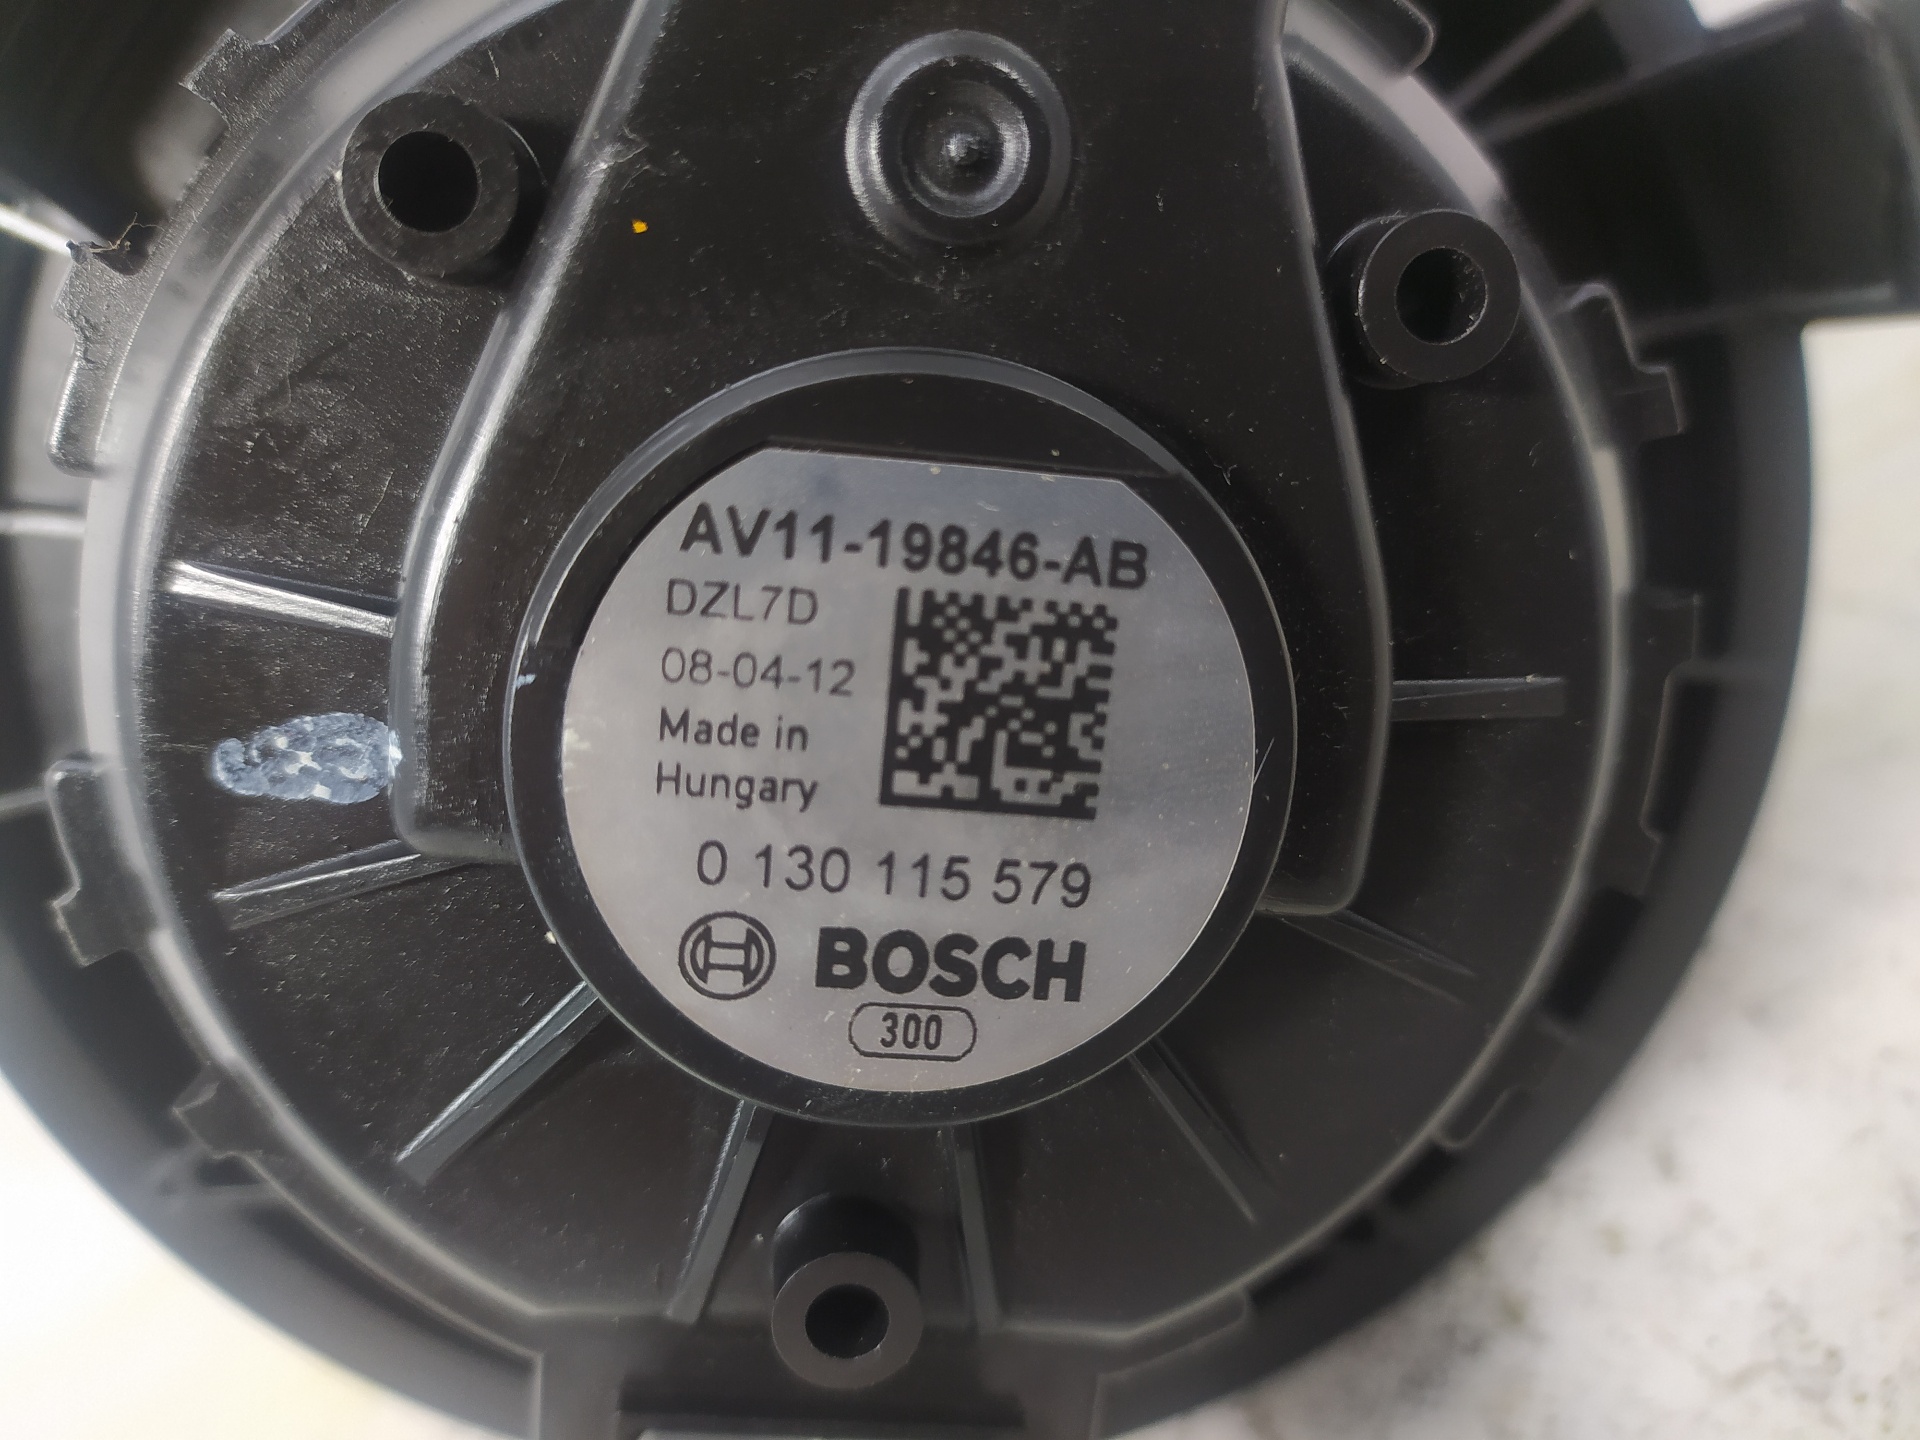 AV11-19846-AB
DZL7D
08-04-12
Made in
Hungary
0 130 115 579
BOSCH
300